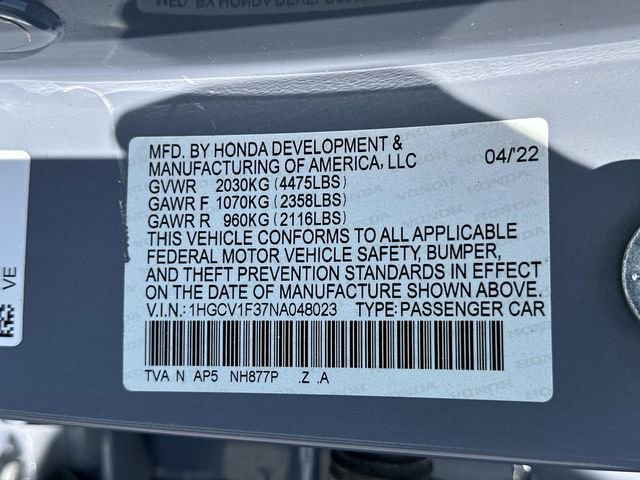 MFD. BY HONDA DEVELOPMENT &
MANUFACTURING OF AMERICA, LLC 04/'22
GVWR 2030KG (4475LBS)
GAWR F 1070KG (2358LBS)
GAWR R 960KG (2116LBS)
THIS VEHICLE CONFORMS TO ALL APPLICABLE
FEDERAL MOTOR VEHICLE SAFETY, BUMPER,
AND THEFT PREVENTION STANDARDS IN EFFECT
ON THE DATE OF MANUFACTURE SHOWN ABOVE.
V.I.N.: 1HGCV1F37NA048023 TYPE: PASSENGER CAR
TVA N AP5 NH877P .Z .A
VE